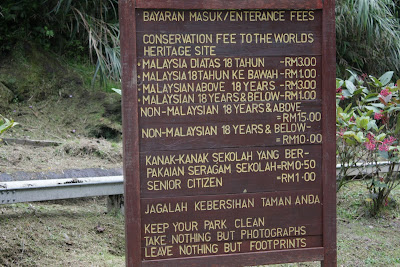 BAYARAN MASUK/ENTERANCE FEES
CONSERVATION FEE TO THE WORLDS
HERITAGE SITE
• MALAYSIA DIATAS 18 TAHUN -RM3.00
• MALAYSIA 18 TAHUN KE BAWAH -RM1.00
• MALAYSIAN ABOVE 18 YEARS -RM3.00
• MALAYSIAN 18 YEARS & BELOW-RM1.00
NON-MALAYSIAN 18 YEARS & ABOVE
=RM15.00
NON-MALAYSIAN 18 YEARS & BELOW-
=RM10.00
KANAK-KANAK SEKOLAH YANG BER-
PAKAIAN SERAGAM SEKOLAH=RM0·50
SENIOR CITIZEN =RM1·00
JAGALAH KEBERSIHAN TAMAN ANDA
KEEP YOUR PARK CLEAN
TAKE NOTHING BUT PHOTOGRAPHS
LEAVE NOTHING BUT FOOTPRINTS